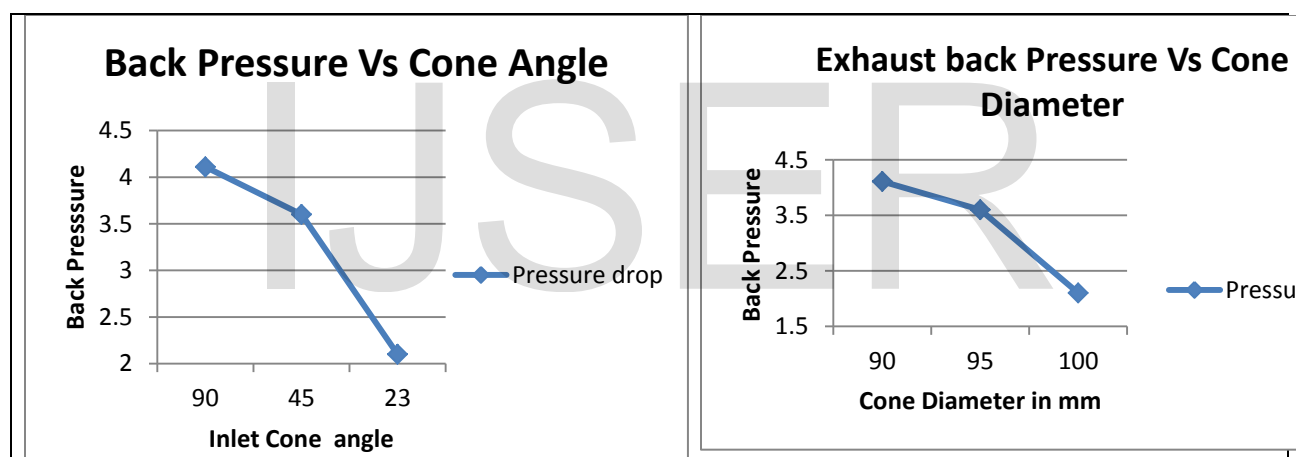 Back Pressure Vs Cone Angle
4.5
4
3.5
3
2.5
2
Back Presssure
90 45 23
Inlet Cone angle
Pressure drop
Exhaust back Pressure Vs Cone
Diameter
4.5
3.5
2.5
1.5
Back Pressure
90 95 100
Cone Diameter in mm
Pressu
IJSER